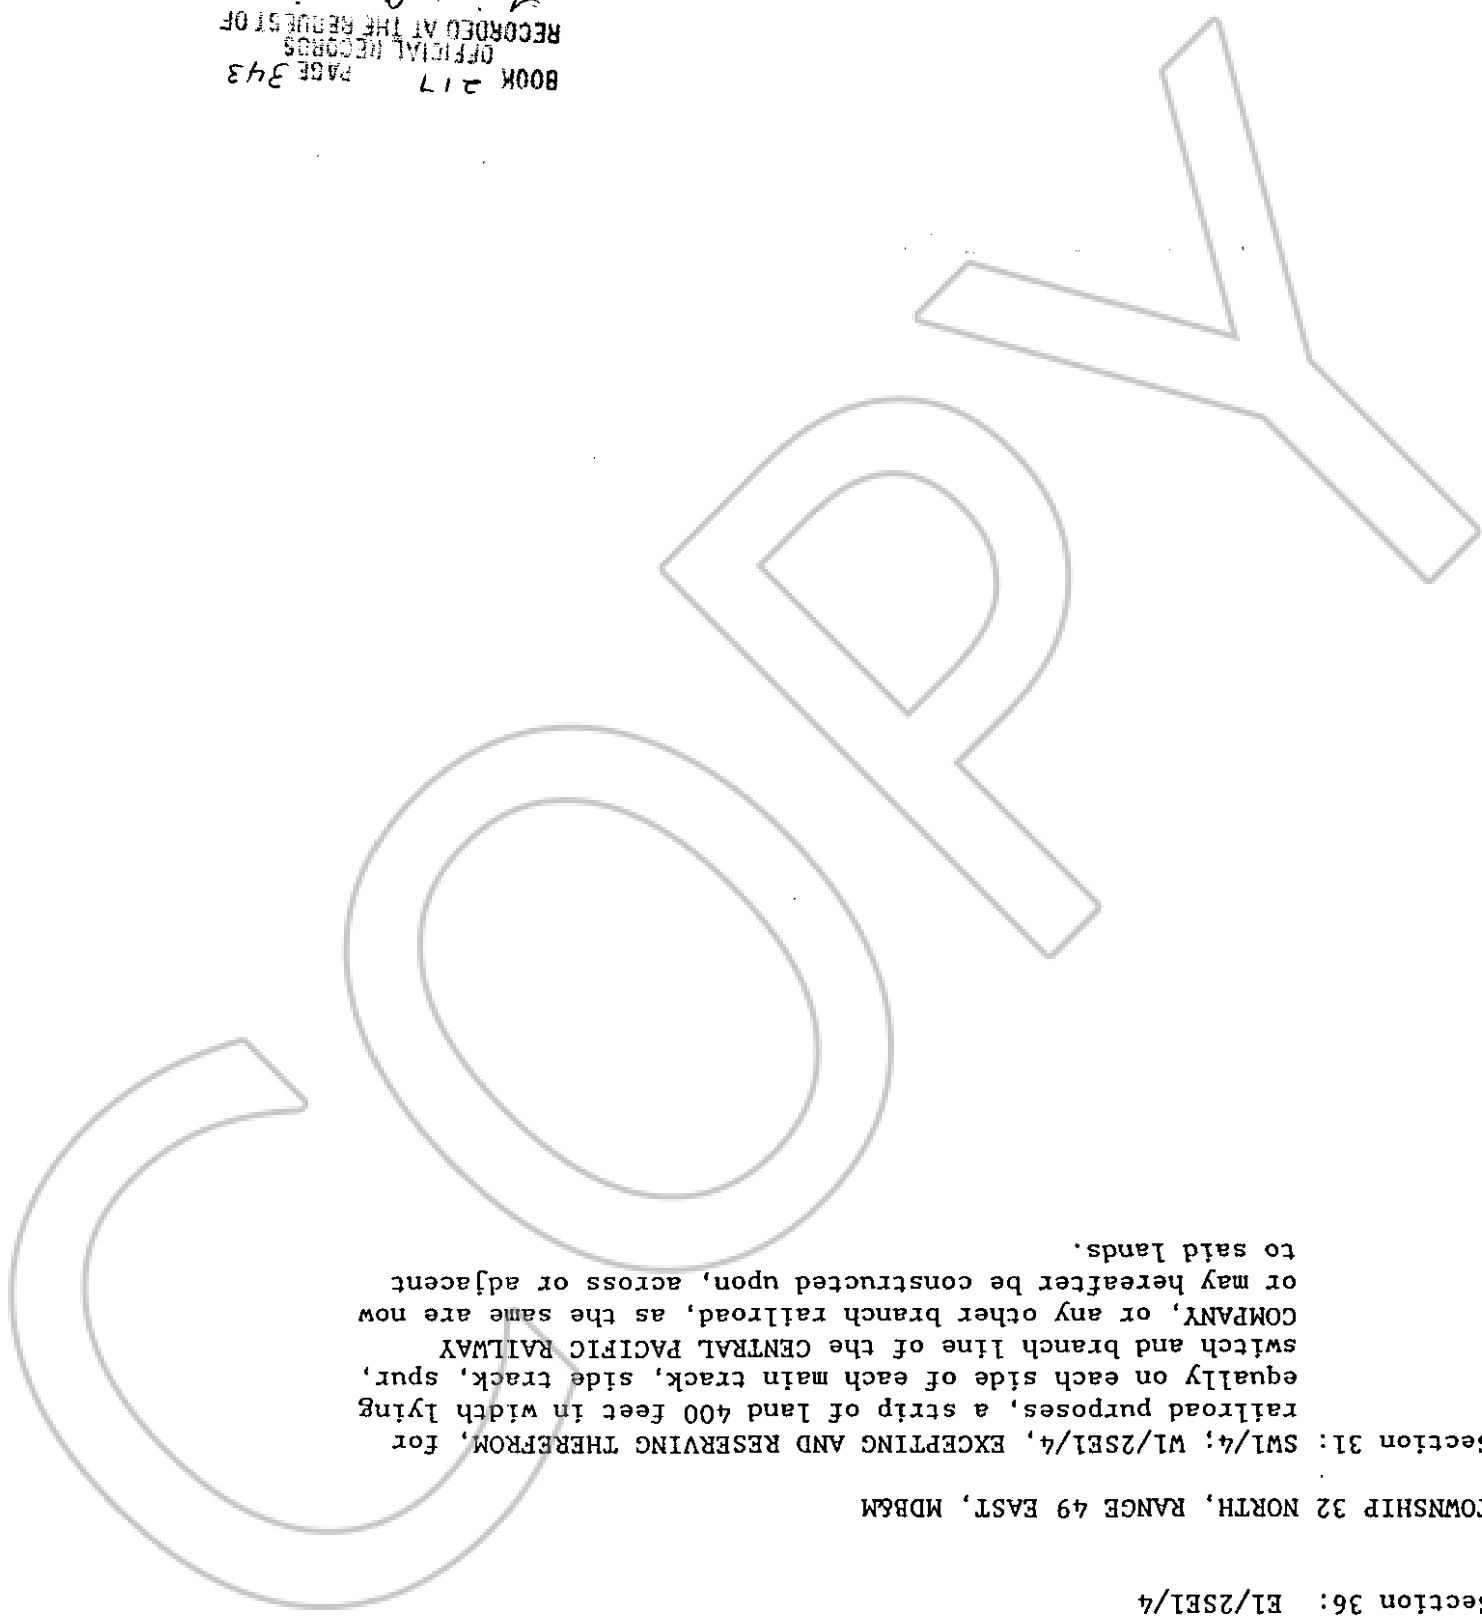 Section 36: E1/2SE1/4
TOWNSHIP 32 NORTH, RANGE 49 EAST, MDB&M
Section 31: SW1/4; W1/2SE1/4, EXCEPTING AND RESERVING THEREFROM, for
railroad purposes, a strip of land 400 feet in width lying
equally on each side of each main track, side track, spur,
switch and branch line of the CENTRAL PACIFIC RAILWAY
COMPANY, or any other branch railroad, as the same are now
or may hereafter be constructed upon, across or adjacent
to said lands.
COPY
BOOK 217 PAGE 343
OFFICIAL RECORDS
RECORDED AT THE REQUEST OF